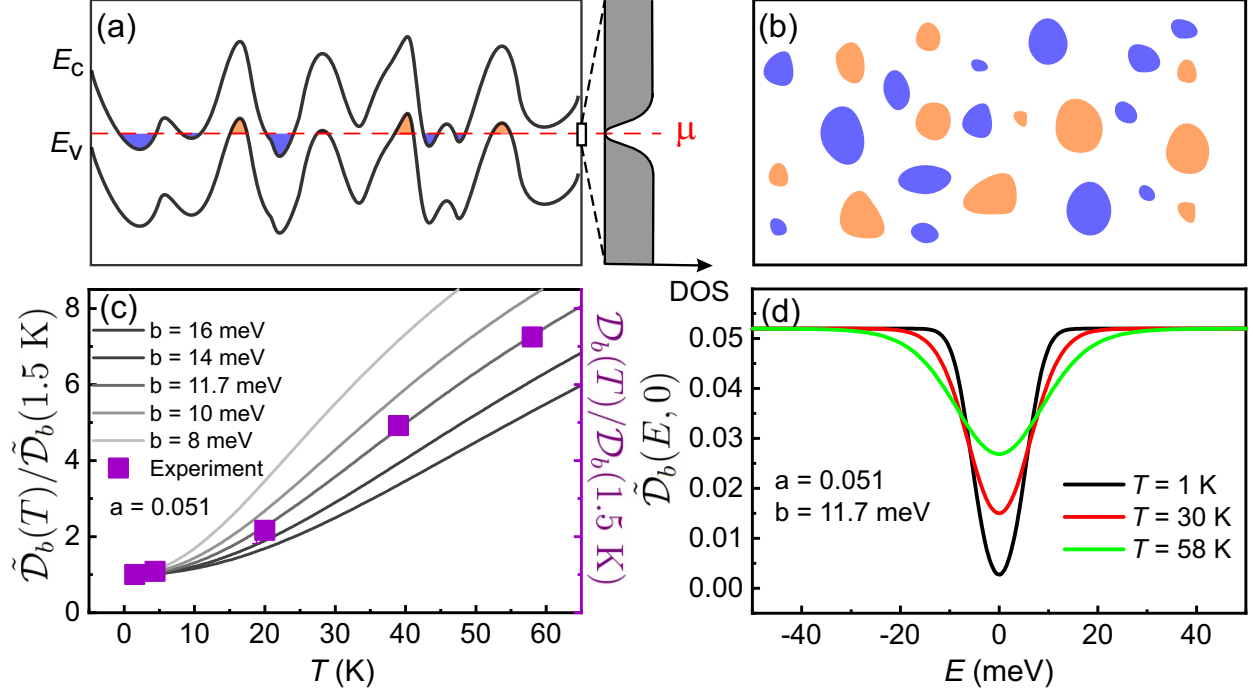 (a)
E_C
E_V
μ
DOS
(b)
(c)
b = 16 meV
b = 14 meV
b = 11.7 meV
b = 10 meV
b = 8 meV
Experiment
a = 0.051
8
6
4
2
0
0 10 20 30 40 50 60
T (K)
𝒟̃_b(T)/𝒟̃_b(1.5 K)
𝒟_b(T)/𝒟_b(1.5 K)
(d)
𝒟̃_b(E, 0)
0.05
0.04
0.03
0.02
0.01
0.00
a = 0.051
b = 11.7 meV
T = 1 K
T = 30 K
T = 58 K
-40 -20 0 20 40
E (meV)